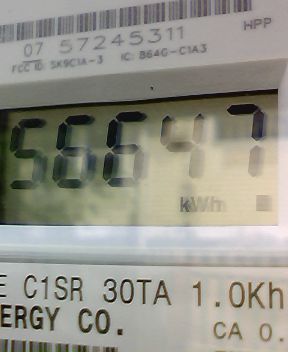 07 57245311
HPP
FCC ID: SK9C1A-3 IC: 864G-C1A3
56647
kWh
E C1SR 30TA 1.0Kh
ERGY CO.
CA 0.